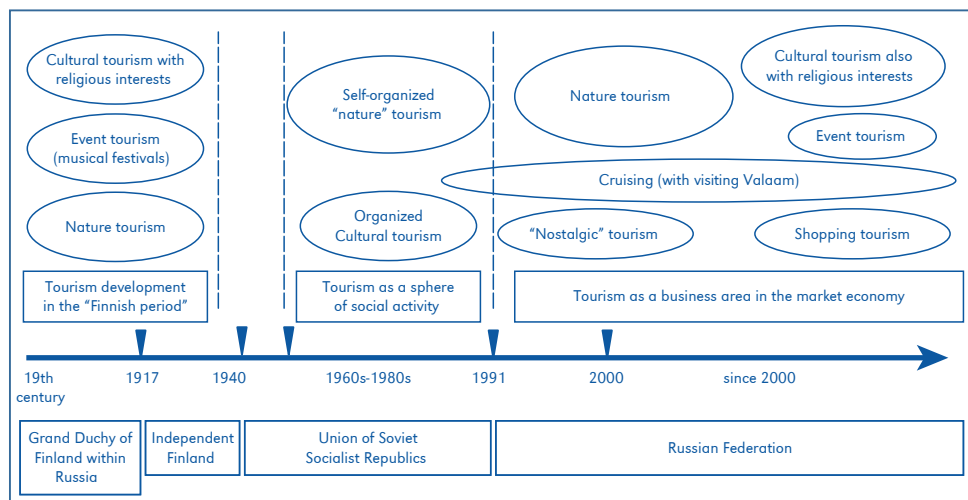 Cultural tourism with
religious interests
Event tourism
(musical festivals)
Nature tourism
Self-organized
“nature” tourism
Organized
Cultural tourism
Nature tourism
Cultural tourism also
with religious interests
Event tourism
Cruising (with visiting Valaam)
“Nostalgic” tourism
Shopping tourism
Tourism development
in the “Finnish period”
Tourism as a sphere
of social activity
Tourism as a business area in the market economy
19th
century
1917
1940
1960s-1980s
1991
2000
since 2000
Grand Duchy of
Finland within
Russia
Independent
Finland
Union of Soviet
Socialist Republics
Russian Federation